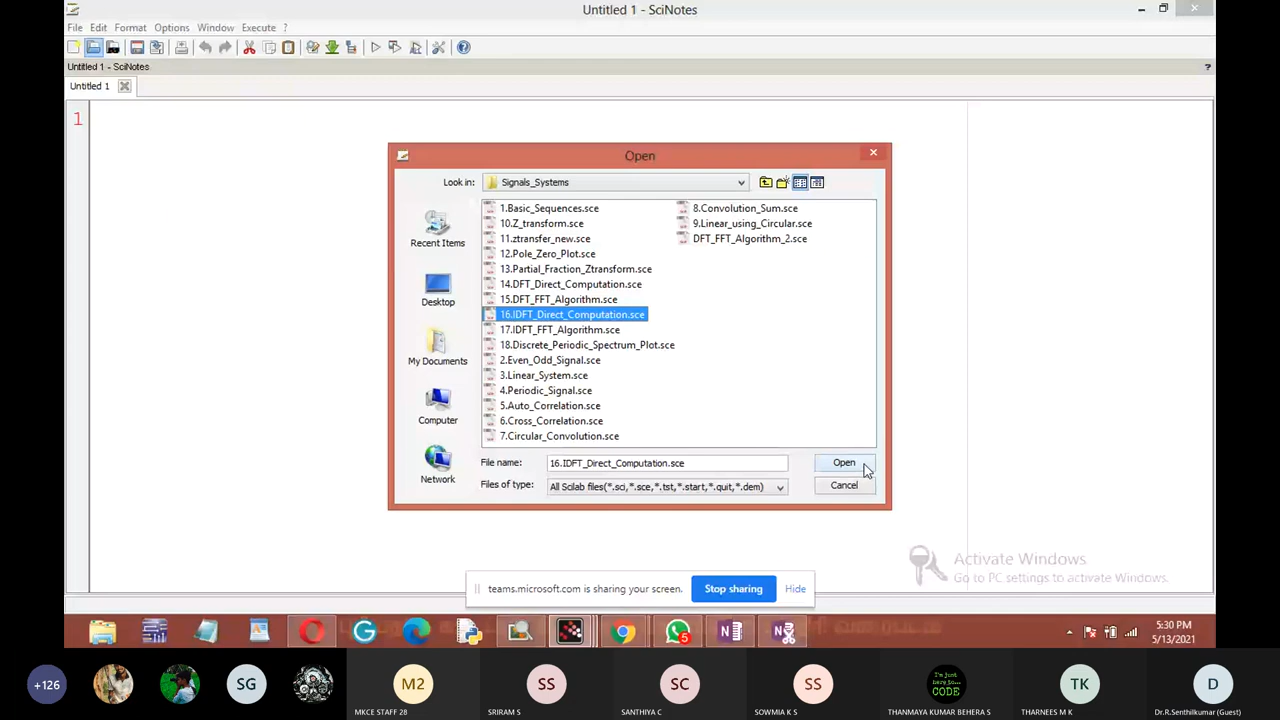 Untitled 1 - SciNotes
File Edit Format Options Window Execute ?
Untitled 1 - SciNotes ?
Untitled 1
1
Open
Look in: Signals_Systems
1.Basic_Sequences.sce
10.Z_transform.sce
11.ztransfer_new.sce
12.Pole_Zero_Plot.sce
13.Partial_Fraction_Ztransform.sce
14.DFT_Direct_Computation.sce
15.DFT_FFT_Algorithm.sce
16.IDFT_Direct_Computation.sce
17.IDFT_FFT_Algorithm.sce
18.Discrete_Periodic_Spectrum_Plot.sce
2.Even_Odd_Signal.sce
3.Linear_System.sce
4.Periodic_Signal.sce
5.Auto_Correlation.sce
6.Cross_Correlation.sce
7.Circular_Convolution.sce
8.Convolution_Sum.sce
9.Linear_using_Circular.sce
DFT_FFT_Algorithm_2.sce
Recent Items
Desktop
My Documents
Computer
Network
File name: 16.IDFT_Direct_Computation.sce Open
Files of type: All Scilab files(*.sci,*.sce,*.tst,*.start,*.quit,*.dem) Cancel
Activate Windows
Go to PC settings to activate Windows.
teams.microsoft.com is sharing your screen. Stop sharing Hide
5
5:30 PM
5/13/2021
+126
SG
M2
MKCE STAFF 28
SS
SRIRAM S
SC
SANTHIYA C
SS
SOWMIA K S
I'm just
here to...
CODE
THANMAYA KUMAR BEHERA S
TK
THARNEES M K
D
Dr.R.Senthilkumar (Guest)